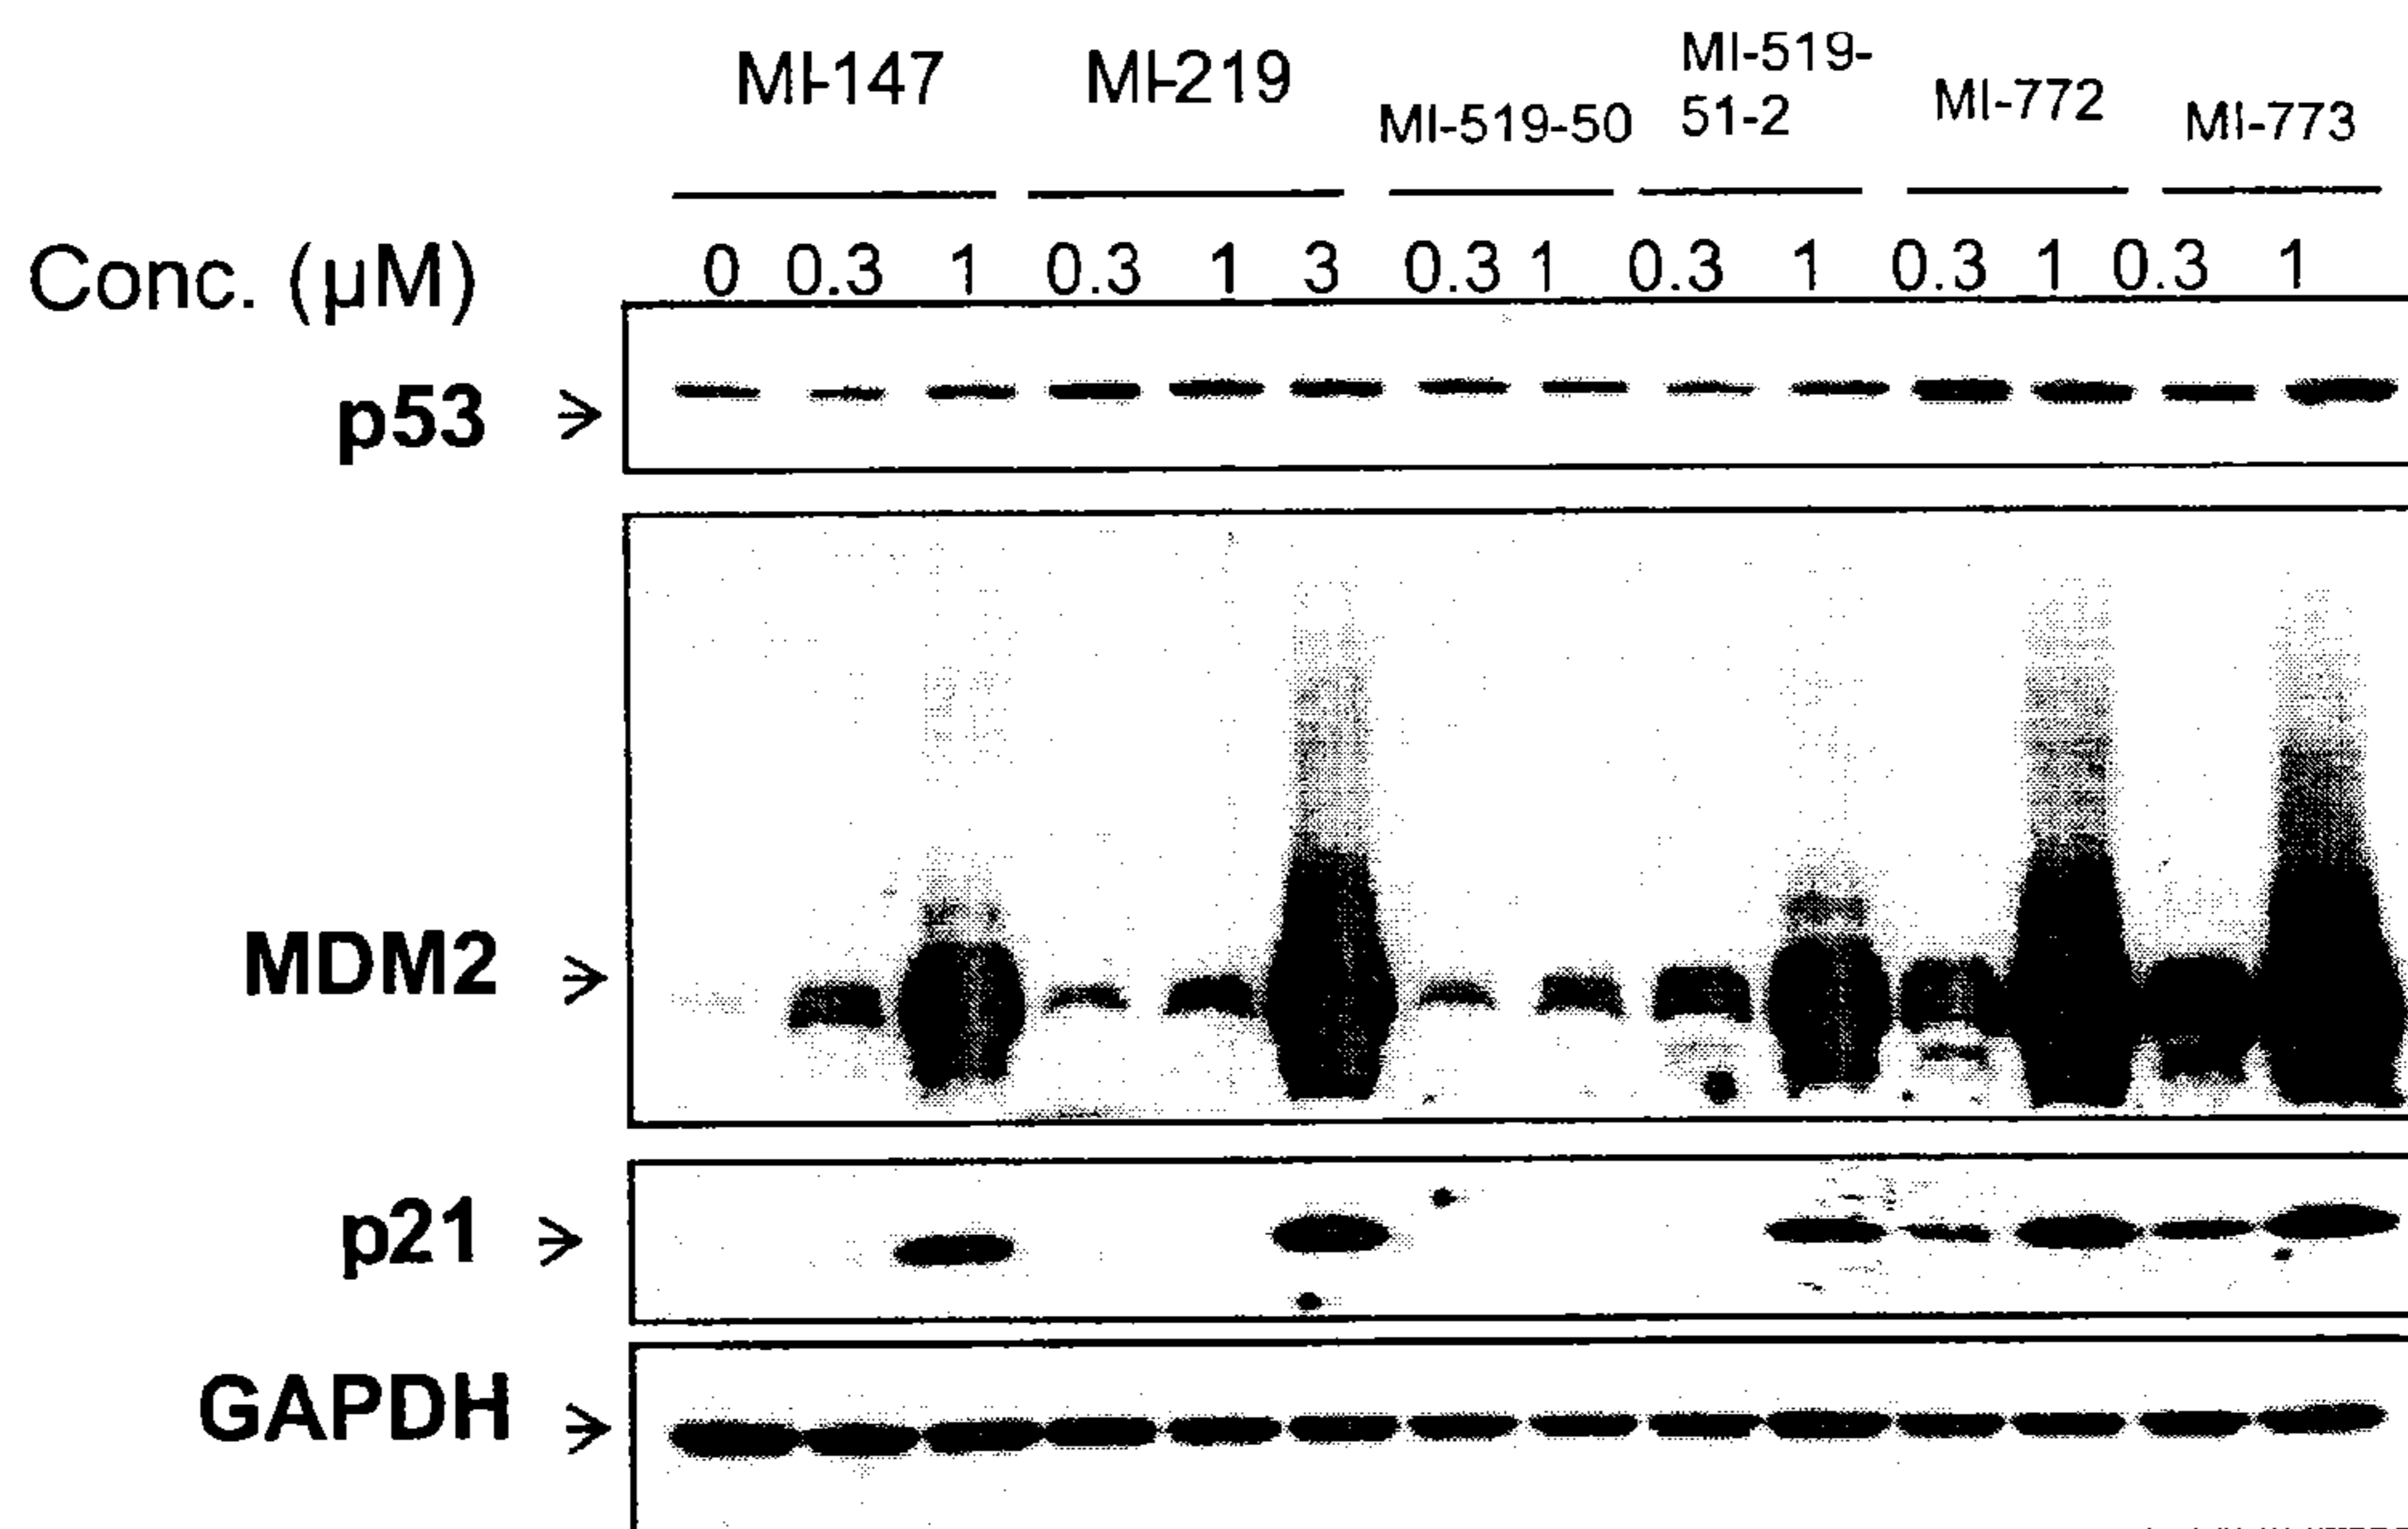 MI-147 MI-219 MI-519-50 MI-519-51-2 MI-772 MI-773
Conc. (µM) 0 0.3 1 0.3 1 3 0.3 1 0.3 1 0.3 1 0.3 1
p53
MDM2
p21
GAPDH